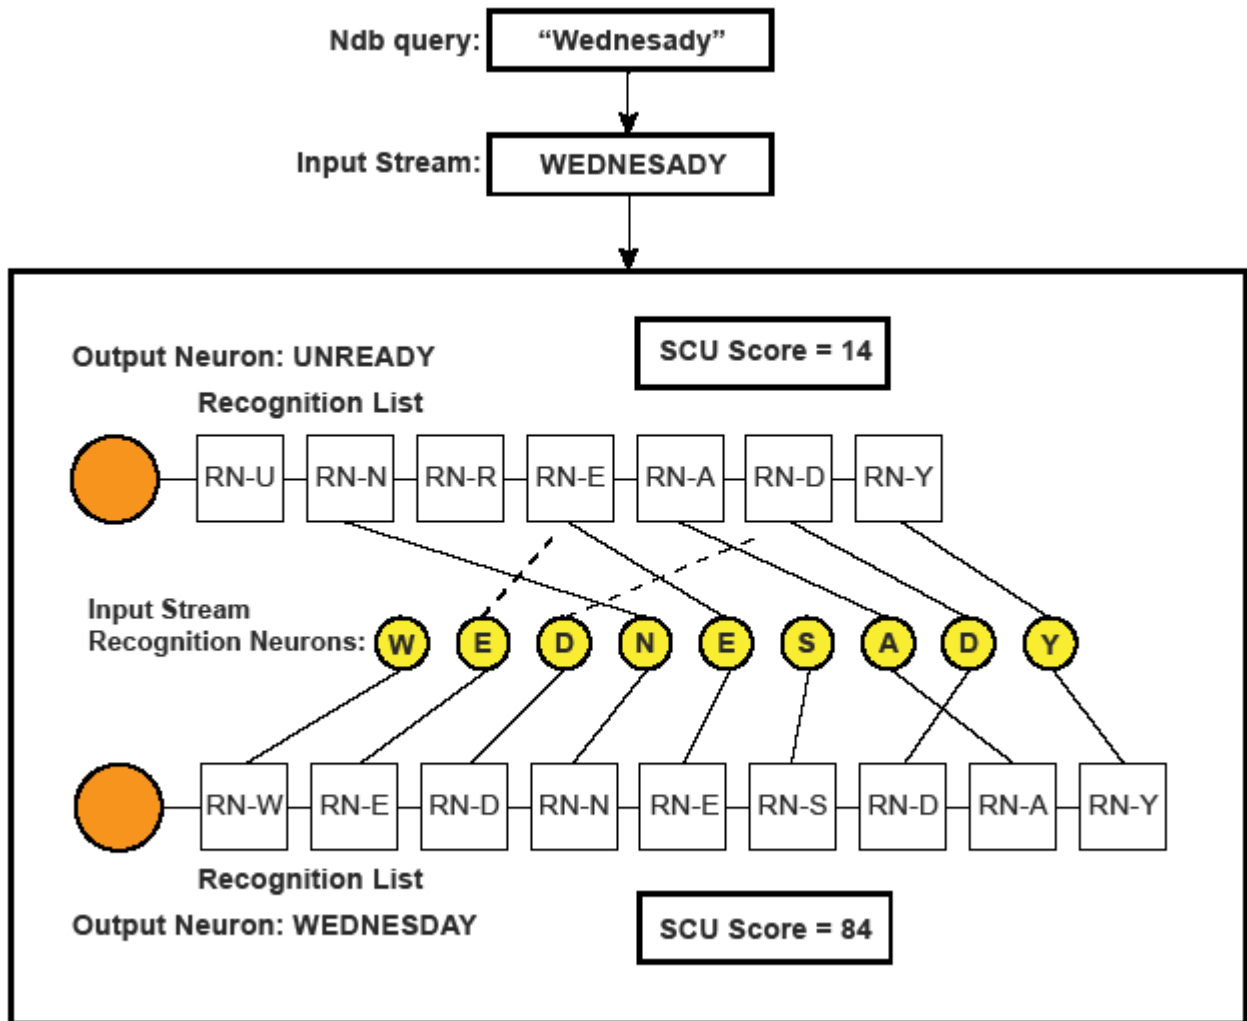 Ndb query: “Wednesady”
Input Stream: WEDNESADY
SCU Score = 14
Output Neuron: UNREADY
Recognition List
RN-U RN-N RN-R RN-E RN-A RN-D RN-Y
Input Stream
Recognition Neurons: W E D N E S A D Y
RN-W RN-E RN-D RN-N RN-E RN-S RN-D RN-A RN-Y
Recognition List
Output Neuron: WEDNESDAY
SCU Score = 84